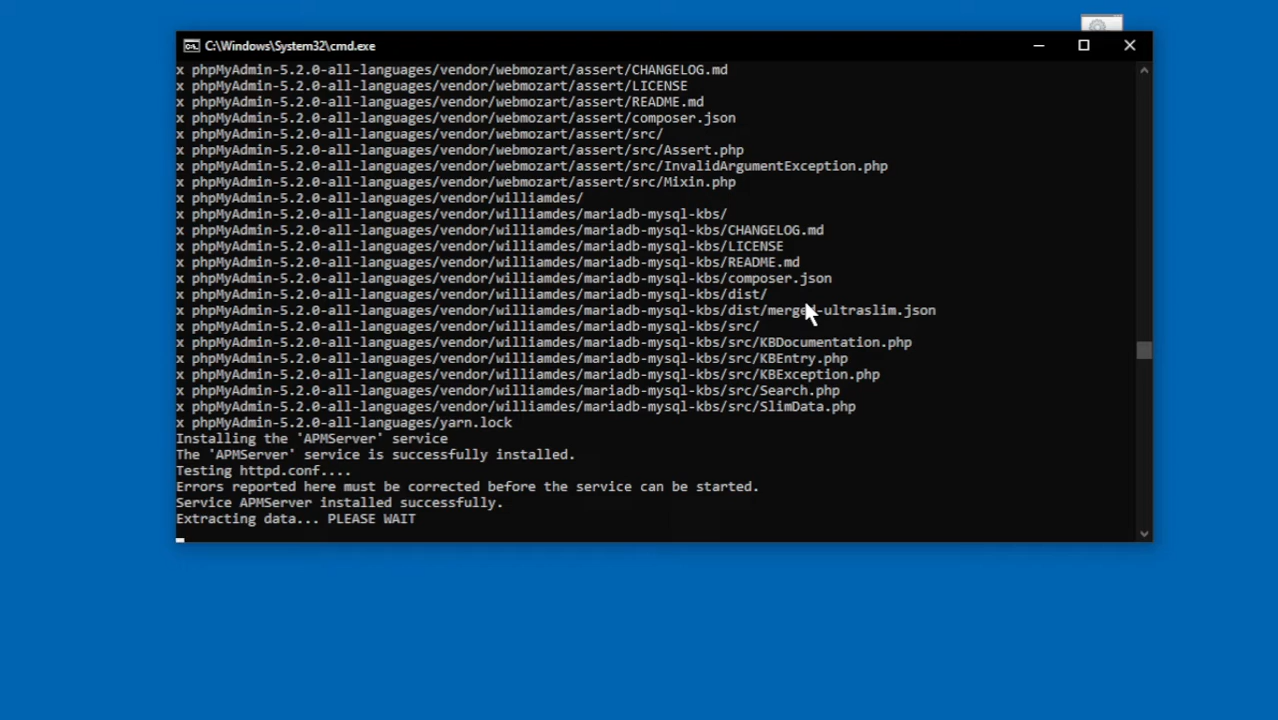 C:\Windows\System32\cmd.exe
x phpMyAdmin-5.2.0-all-languages/vendor/webmozart/assert/CHANGELOG.md
x phpMyAdmin-5.2.0-all-languages/vendor/webmozart/assert/LICENSE
x phpMyAdmin-5.2.0-all-languages/vendor/webmozart/assert/README.md
x phpMyAdmin-5.2.0-all-languages/vendor/webmozart/assert/composer.json
x phpMyAdmin-5.2.0-all-languages/vendor/webmozart/assert/src/
x phpMyAdmin-5.2.0-all-languages/vendor/webmozart/assert/src/Assert.php
x phpMyAdmin-5.2.0-all-languages/vendor/webmozart/assert/src/InvalidArgumentException.php
x phpMyAdmin-5.2.0-all-languages/vendor/webmozart/assert/src/Mixin.php
x phpMyAdmin-5.2.0-all-languages/vendor/williamdes/
x phpMyAdmin-5.2.0-all-languages/vendor/williamdes/mariadb-mysql-kbs/
x phpMyAdmin-5.2.0-all-languages/vendor/williamdes/mariadb-mysql-kbs/CHANGELOG.md
x phpMyAdmin-5.2.0-all-languages/vendor/williamdes/mariadb-mysql-kbs/LICENSE
x phpMyAdmin-5.2.0-all-languages/vendor/williamdes/mariadb-mysql-kbs/README.md
x phpMyAdmin-5.2.0-all-languages/vendor/williamdes/mariadb-mysql-kbs/composer.json
x phpMyAdmin-5.2.0-all-languages/vendor/williamdes/mariadb-mysql-kbs/dist/
x phpMyAdmin-5.2.0-all-languages/vendor/williamdes/mariadb-mysql-kbs/dist/merged-ultraslim.json
x phpMyAdmin-5.2.0-all-languages/vendor/williamdes/mariadb-mysql-kbs/src/
x phpMyAdmin-5.2.0-all-languages/vendor/williamdes/mariadb-mysql-kbs/src/KBDocumentation.php
x phpMyAdmin-5.2.0-all-languages/vendor/williamdes/mariadb-mysql-kbs/src/KBEntry.php
x phpMyAdmin-5.2.0-all-languages/vendor/williamdes/mariadb-mysql-kbs/src/KBException.php
x phpMyAdmin-5.2.0-all-languages/vendor/williamdes/mariadb-mysql-kbs/src/Search.php
x phpMyAdmin-5.2.0-all-languages/vendor/williamdes/mariadb-mysql-kbs/src/SlimData.php
x phpMyAdmin-5.2.0-all-languages/yarn.lock
Installing the 'APMServer' service
The 'APMServer' service is successfully installed.
Testing httpd.conf....
Errors reported here must be corrected before the service can be started.
Service APMServer installed successfully.
Extracting data... PLEASE WAIT